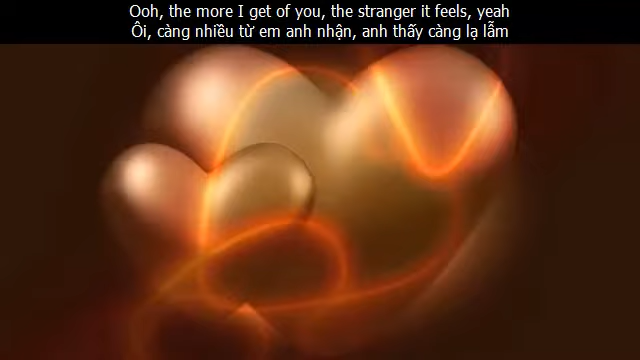 Ooh, the more I get of you, the stranger it feels, yeah
Ôi, càng nhiều từ em anh nhận, anh thấy càng lạ lẫm